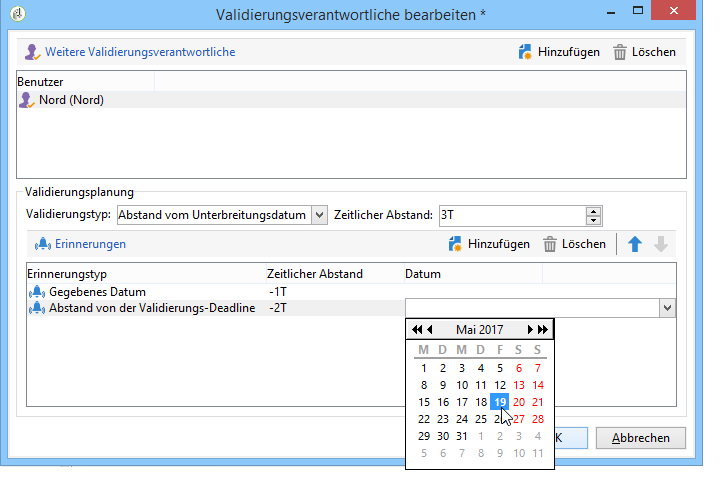 Validierungsverantwortliche bearbeiten *
Weitere Validierungsverantwortliche Hinzufügen Löschen
Benutzer
Nord (Nord)
Validierungsplanung
Validierungstyp: Abstand vom Unterbreitungsdatum Zeitlicher Abstand: 3T
Erinnerungen Hinzufügen Löschen
Erinnerungstyp Zeitlicher Abstand Datum
Gegebenes Datum -1T
Abstand von der Validierungs-Deadline -2T
Mai 2017
M D M D F S S
1 2 3 4 5 6 7
8 9 10 11 12 13 14
15 16 17 18 19 20 21
22 23 24 25 27 28
29 30 31 1 2 3 4
5 6 7 8 9 10 11
K Abbrechen